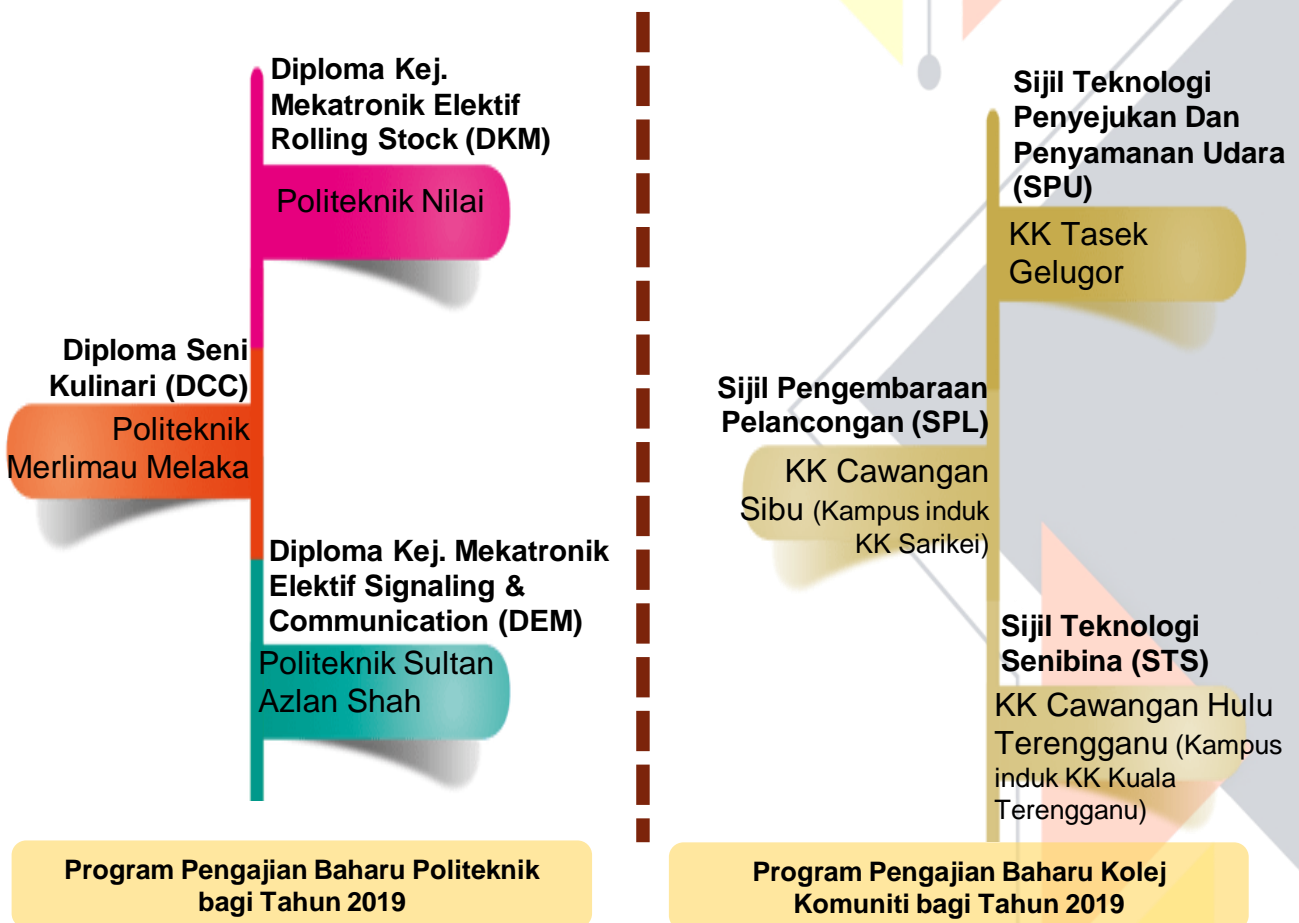 Diploma Kej.
Mekatronik Elektif
Rolling Stock (DKM)
Politeknik Nilai
Diploma Seni
Kulinari (DCC)
Politeknik
Merlimau Melaka
Diploma Kej. Mekatronik
Elektif Signaling &
Communication (DEM)
Politeknik Sultan
Azlan Shah
Program Pengajian Baharu Politeknik
bagi Tahun 2019
Sijil Teknologi
Penyejukan Dan
Penyamanan Udara
(SPU)
KK Tasek
Gelugor
Sijil Pengembaraan
Pelancongan (SPL)
KK Cawangan
Sibu (Kampus induk
KK Sarikei)
Sijil Teknologi
Senibina (STS)
KK Cawangan Hulu
Terengganu (Kampus
induk KK Kuala
Terengganu)
Program Pengajian Baharu Kolej
Komuniti bagi Tahun 2019